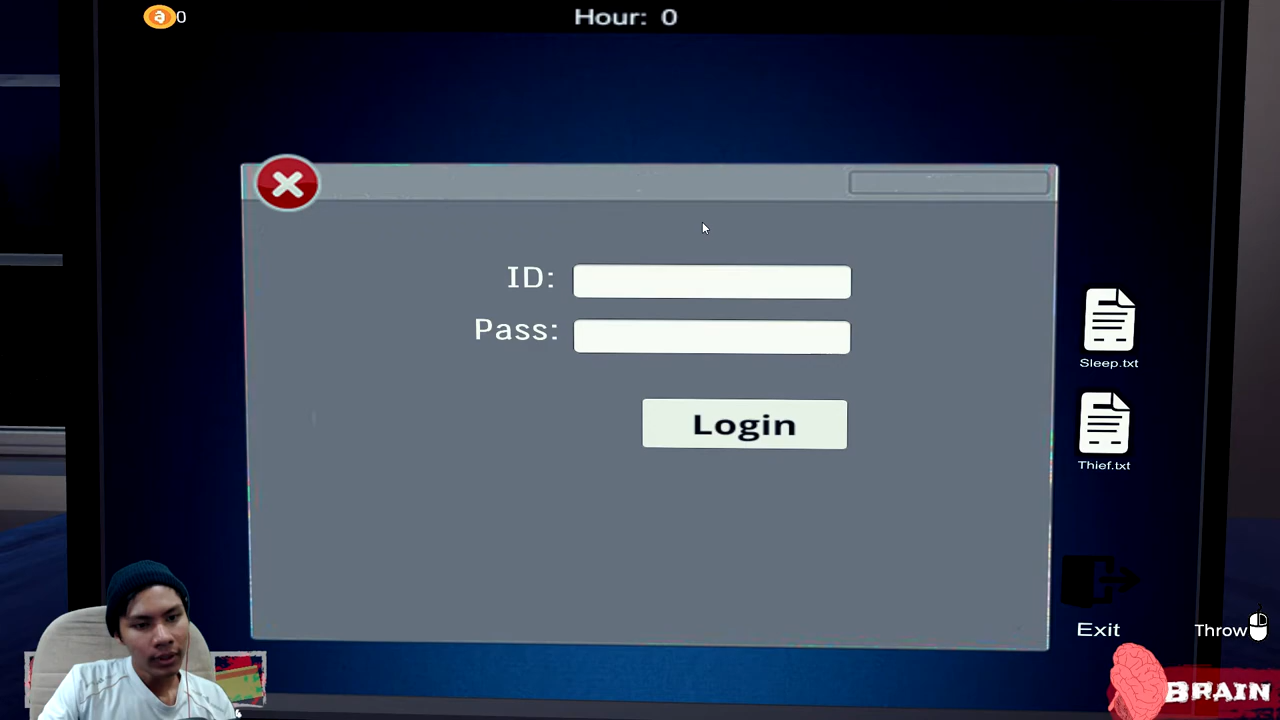 0
Hour: 0
ID:
Pass:
Login
Sleep.txt
Thief.txt
Exit
Throw
BRAIN